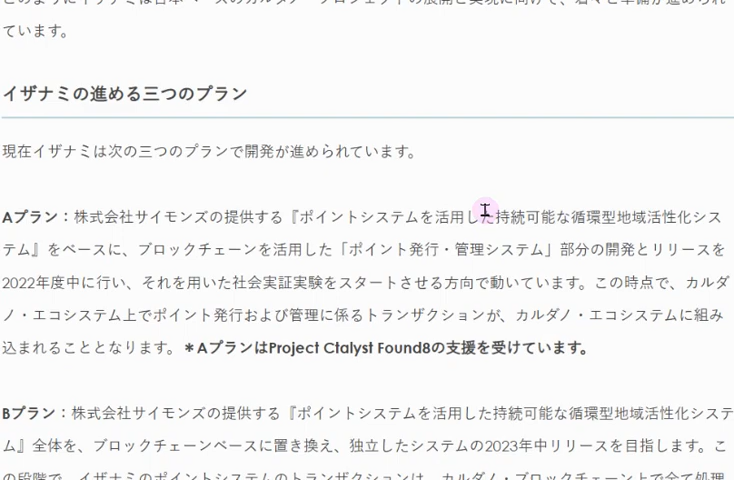 ています。
イザナミの進める三つのプラン
現在イザナミは次の三つのプランで開発が進められています。
Aプラン：株式会社サイモンズの提供する『ポイントシステムを活用した持続可能な循環型地域活性化シス
テム』をベースに、ブロックチェーンを活用した「ポイント発行・管理システム」部分の開発とリリースを
2022年度中に行い、それを用いた社会実証実験をスタートさせる方向で動いています。この時点で、カルダ
ノ・エコシステム上でポイント発行および管理に係るトランザクションが、カルダノ・エコシステムに組み
込まれることとなります。＊AプランはProject Ctalyst Found8の支援を受けています。
Bプラン：株式会社サイモンズの提供する『ポイントシステムを活用した持続可能な循環型地域活性化システ
ム』全体を、ブロックチェーンベースに置き換え、独立したシステムの2023年中リリースを目指します。こ
の段階で、イザナミのポイントシステムのトランザクションは、カルダノ・ブロックチェーン上で全て処理